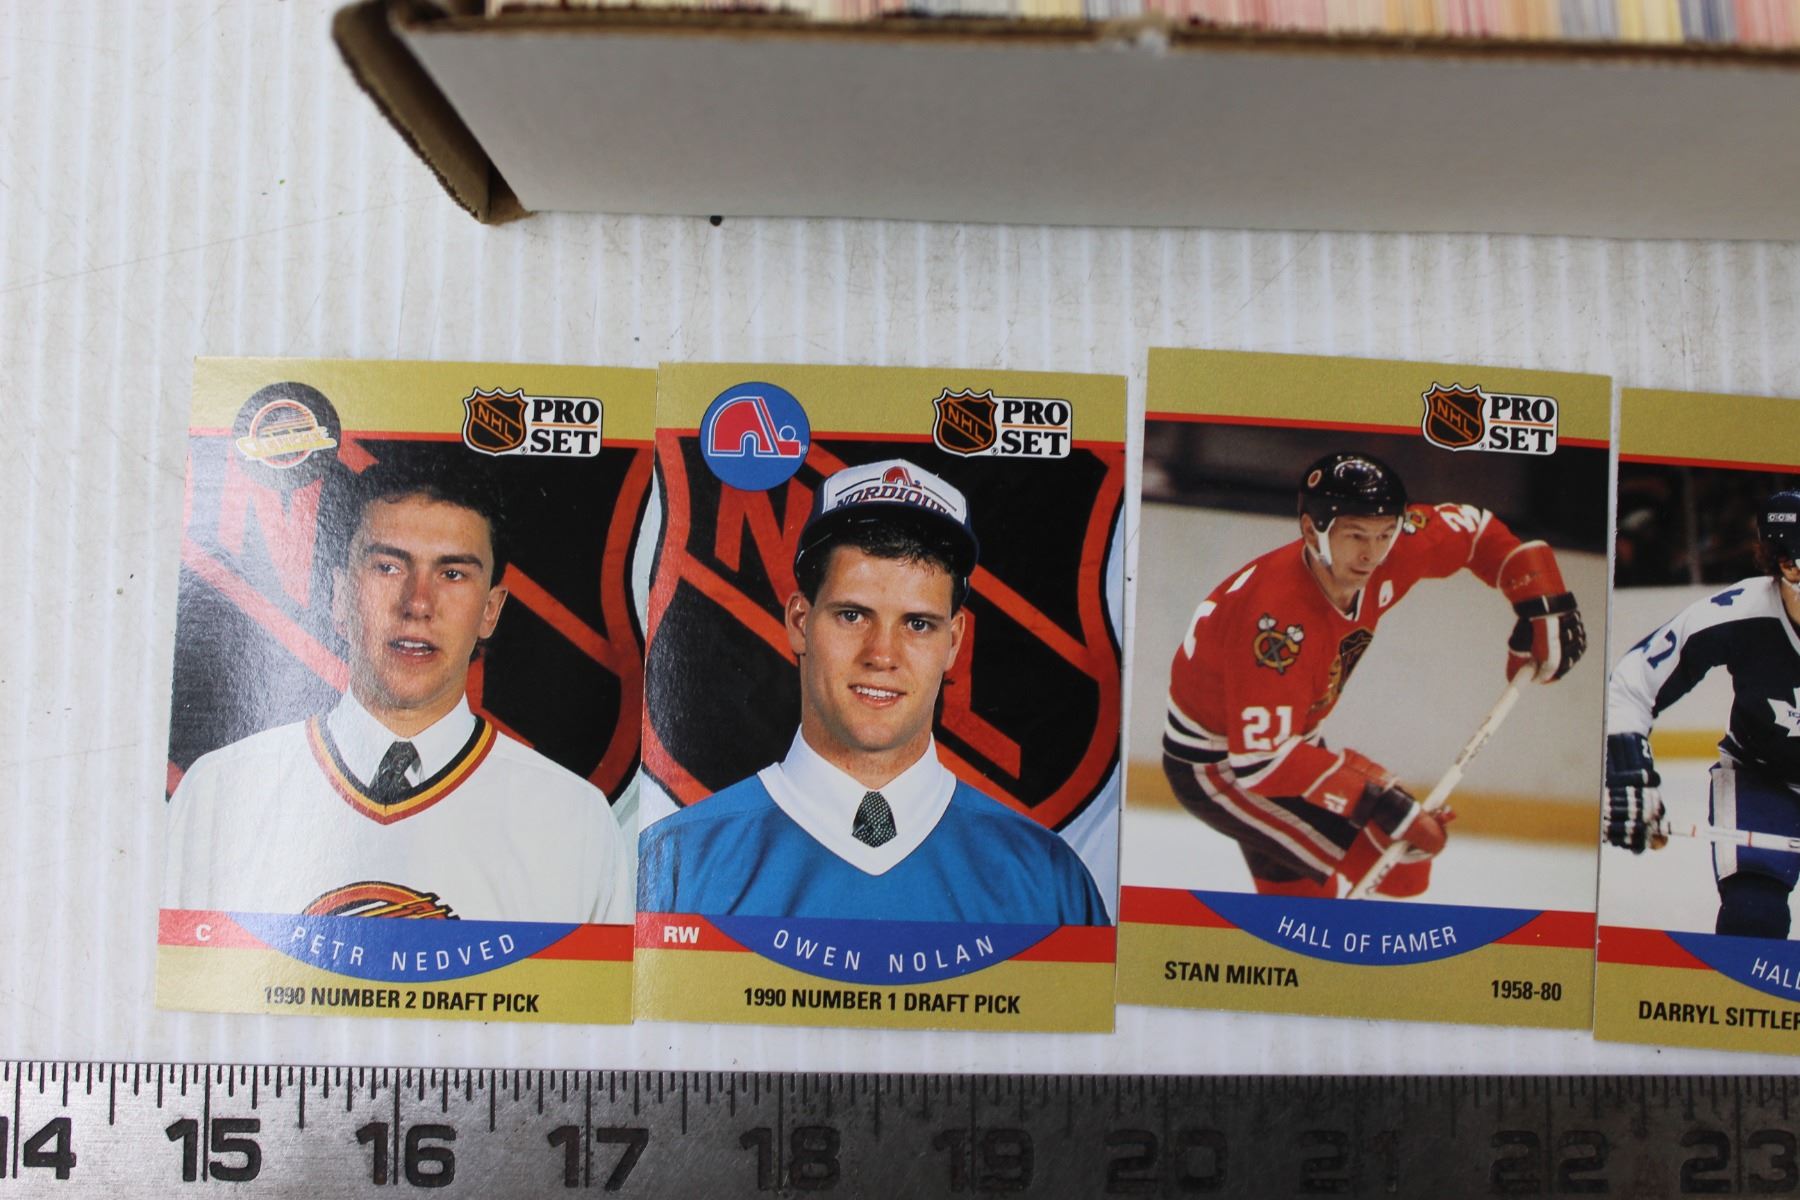 NHL
PRO
SET
C
PETR NEDVED
1990 NUMBER 2 DRAFT PICK
NHL
PRO
SET
NORDIQUE
RW
OWEN NOLAN
1990 NUMBER 1 DRAFT PICK
NHL
PRO
SET
21
HALL OF FAMER
STAN MIKITA
1958-80
CCM
HALL
DARRYL SITTLER
14 15 16 17 18 19 20 21 22 23